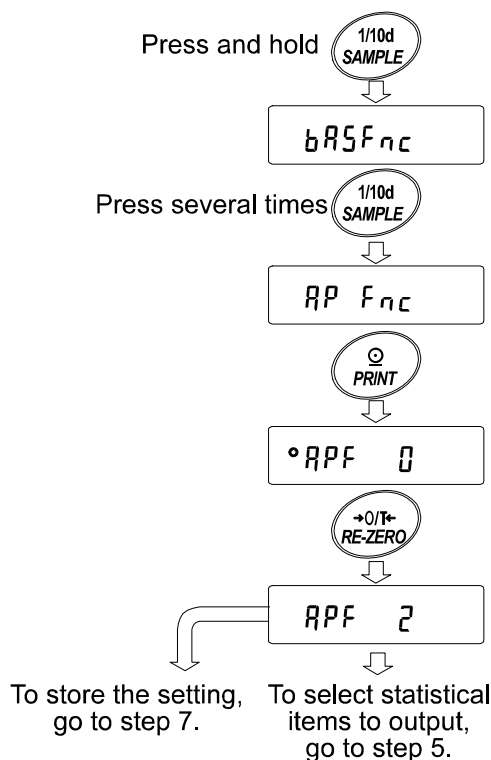 Press and hold
1/10d
SAMPLE
bASFnc
Press several times
1/10d
SAMPLE
AP Fnc
PRINT
APF 0
→0/T←
RE-ZERO
APF 2
To store the setting,
go to step 7.
To select statistical
items to output,
go to step 5.